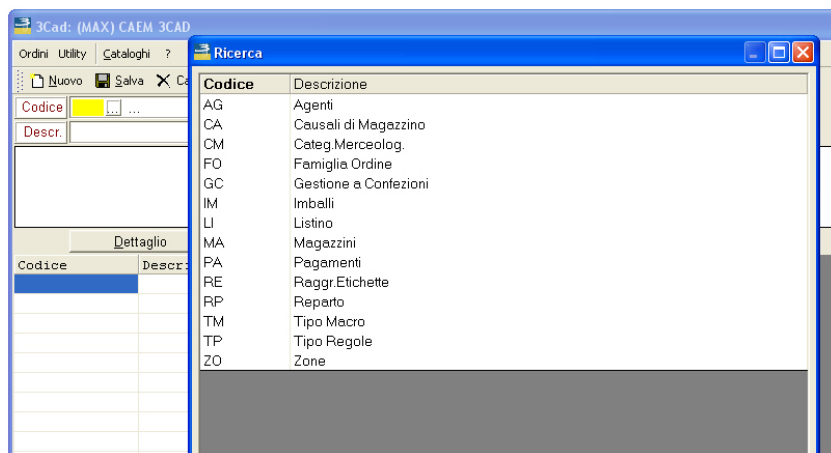 3Cad: (MAX) CAEM 3CAD
Ordini Utility Cataloghi ?
Nuovo Salva Ca
Codice ... ...
Descr.
Dettaglio
Codice Descri
Ricerca
Codice Descrizione
AG Agenti
CA Causali di Magazzino
CM Categ.Merceolog.
FO Famiglia Ordine
GC Gestione a Confezioni
IM Imballi
LI Listino
MA Magazzini
PA Pagamenti
RE Raggr.Etichette
RP Reparto
TM Tipo Macro
TP Tipo Regole
ZO Zone